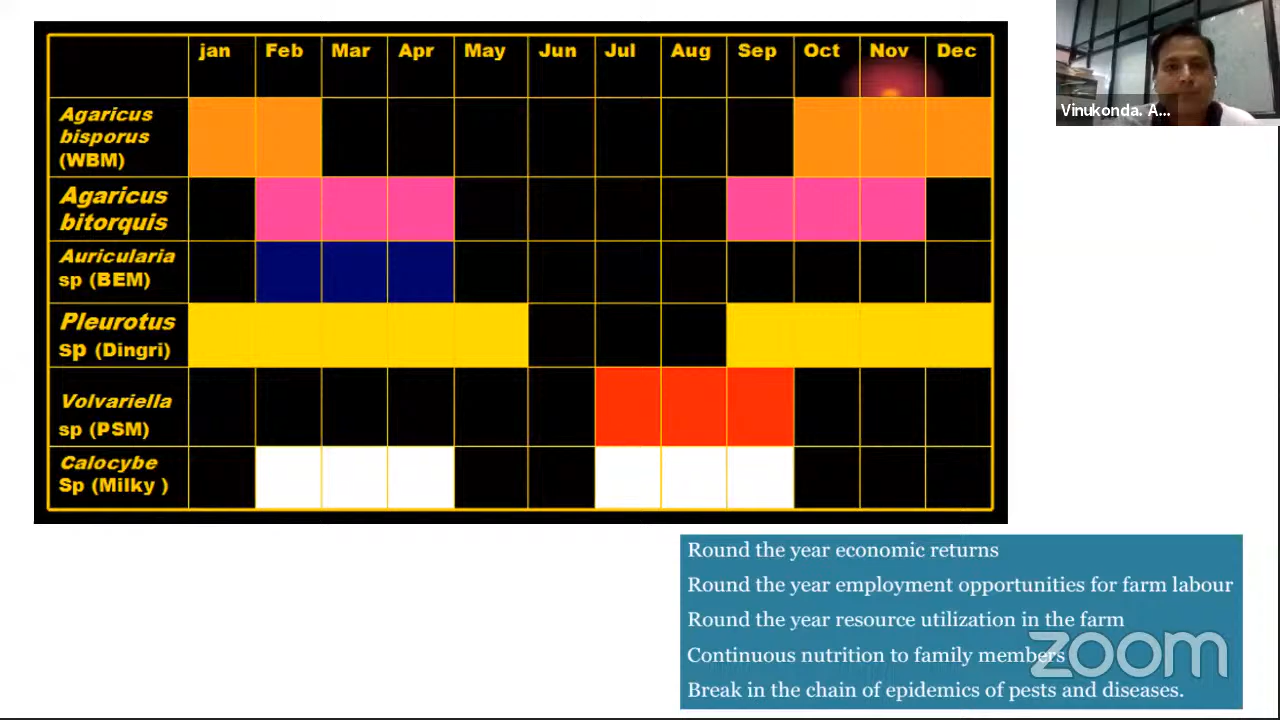 jan Feb Mar Apr May Jun Jul Aug Sep Oct Nov Dec
Agaricus
bisporus
(WBM)
Agaricus
bitorquis
Auricularia
sp (BEM)
Pleurotus
sp (Dingri)
Volvariella
sp (PSM)
Calocybe
Sp (Milky )
Vinukonda. A...
Round the year economic returns
Round the year employment opportunities for farm labour
Round the year resource utilization in the farm
Continuous nutrition to family members
Break in the chain of epidemics of pests and diseases.
zoom